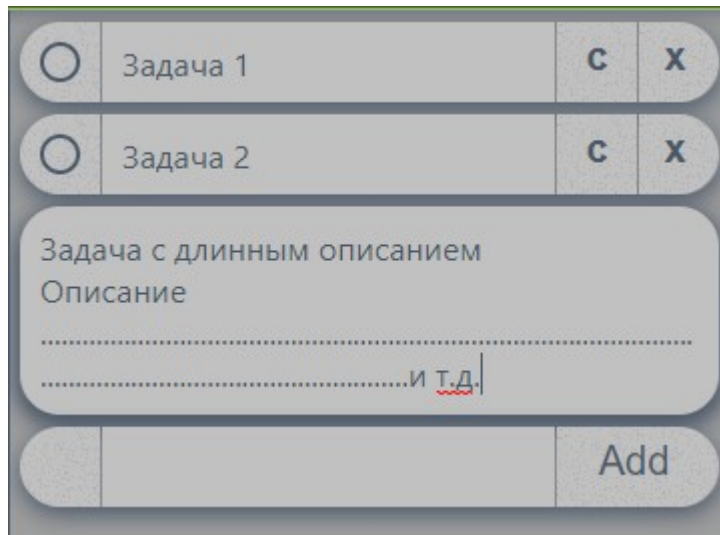 Задача 1 C X
Задача 2 C X
Задача с длинным описанием
Описание
................................................................................................
......................................................и т.д.
Add